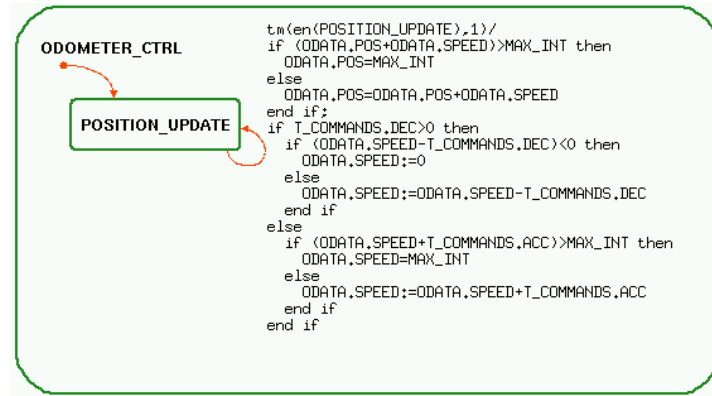 ODOMETER_CTRL
POSITION_UPDATE
tm(en(POSITION_UPDATE),1)/
if (ODATA.POS+ODATA.SPEED)>MAX_INT then
ODATA.POS=MAX_INT
else
ODATA.POS=ODATA.POS+ODATA.SPEED
end if;
if T_COMMANDS.DEC>0 then
if (ODATA.SPEED-T_COMMANDS.DEC)<0 then
ODATA.SPEED:=0
else
ODATA.SPEED:=ODATA.SPEED-T_COMMANDS.DEC
end if
else
if (ODATA.SPEED+T_COMMANDS.ACC)>MAX_INT then
ODATA.SPEED=MAX_INT
else
ODATA.SPEED:=ODATA.SPEED+T_COMMANDS.ACC
end if
end if